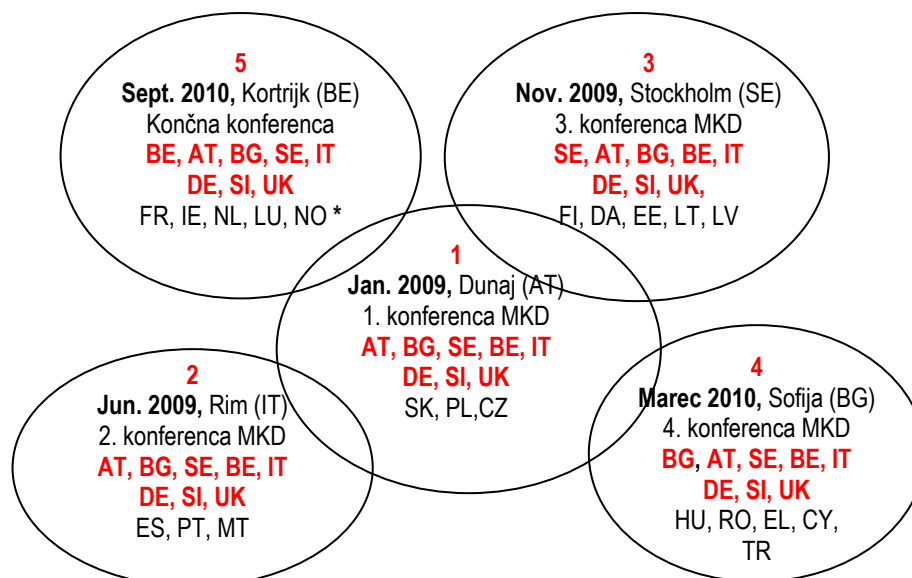 5
Sept. 2010, Kortrijk (BE)
Končna konferenca
BE, AT, BG, SE, IT
DE, SI, UK
FR, IE, NL, LU, NO *
3
Nov. 2009, Stockholm (SE)
3. konferenca MKD
SE, AT, BG, BE, IT
DE, SI, UK,
FI, DA, EE, LT, LV
1
Jan. 2009, Dunaj (AT)
1. konferenca MKD
AT, BG, SE, BE, IT
DE, SI, UK
SK, PL,CZ
2
Jun. 2009, Rim (IT)
2. konferenca MKD
AT, BG, SE, BE, IT
DE, SI, UK
ES, PT, MT
4
Marec 2010, Sofija (BG)
4. konferenca MKD
BG, AT, SE, BE, IT
DE, SI, UK
HU, RO, EL, CY,
TR